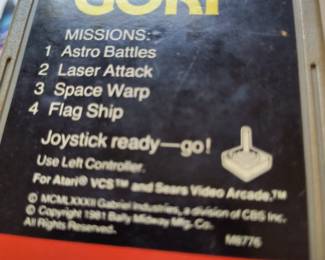 GORF
MISSIONS:
1 Astro Battles
2 Laser Attack
3 Space Warp
4 Flag Ship
Joystick ready—go!
Use Left Controller.
For Atari® VCS™ and Sears Video Arcade.™
© MCMLXXXII Gabriel Industries, a division of CBS Inc.
© Copyright 1981 Bally Midway Mfg. Co.
All Rights Reserved.
M8776